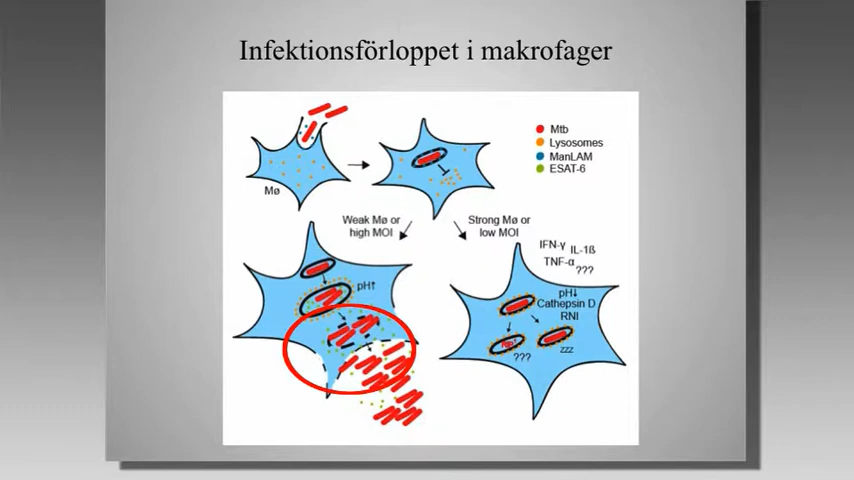 Infektionsförloppet i makrofager
Mtb
Lysosomes
ManLAM
ESAT-6
Mø
Weak Mø or
high MOI
Strong Mø or
low MOI
IFN-γ IL-1ß
TNF-α
???
pH↑
pH↓
Cathepsin D
RNI
zzz
???